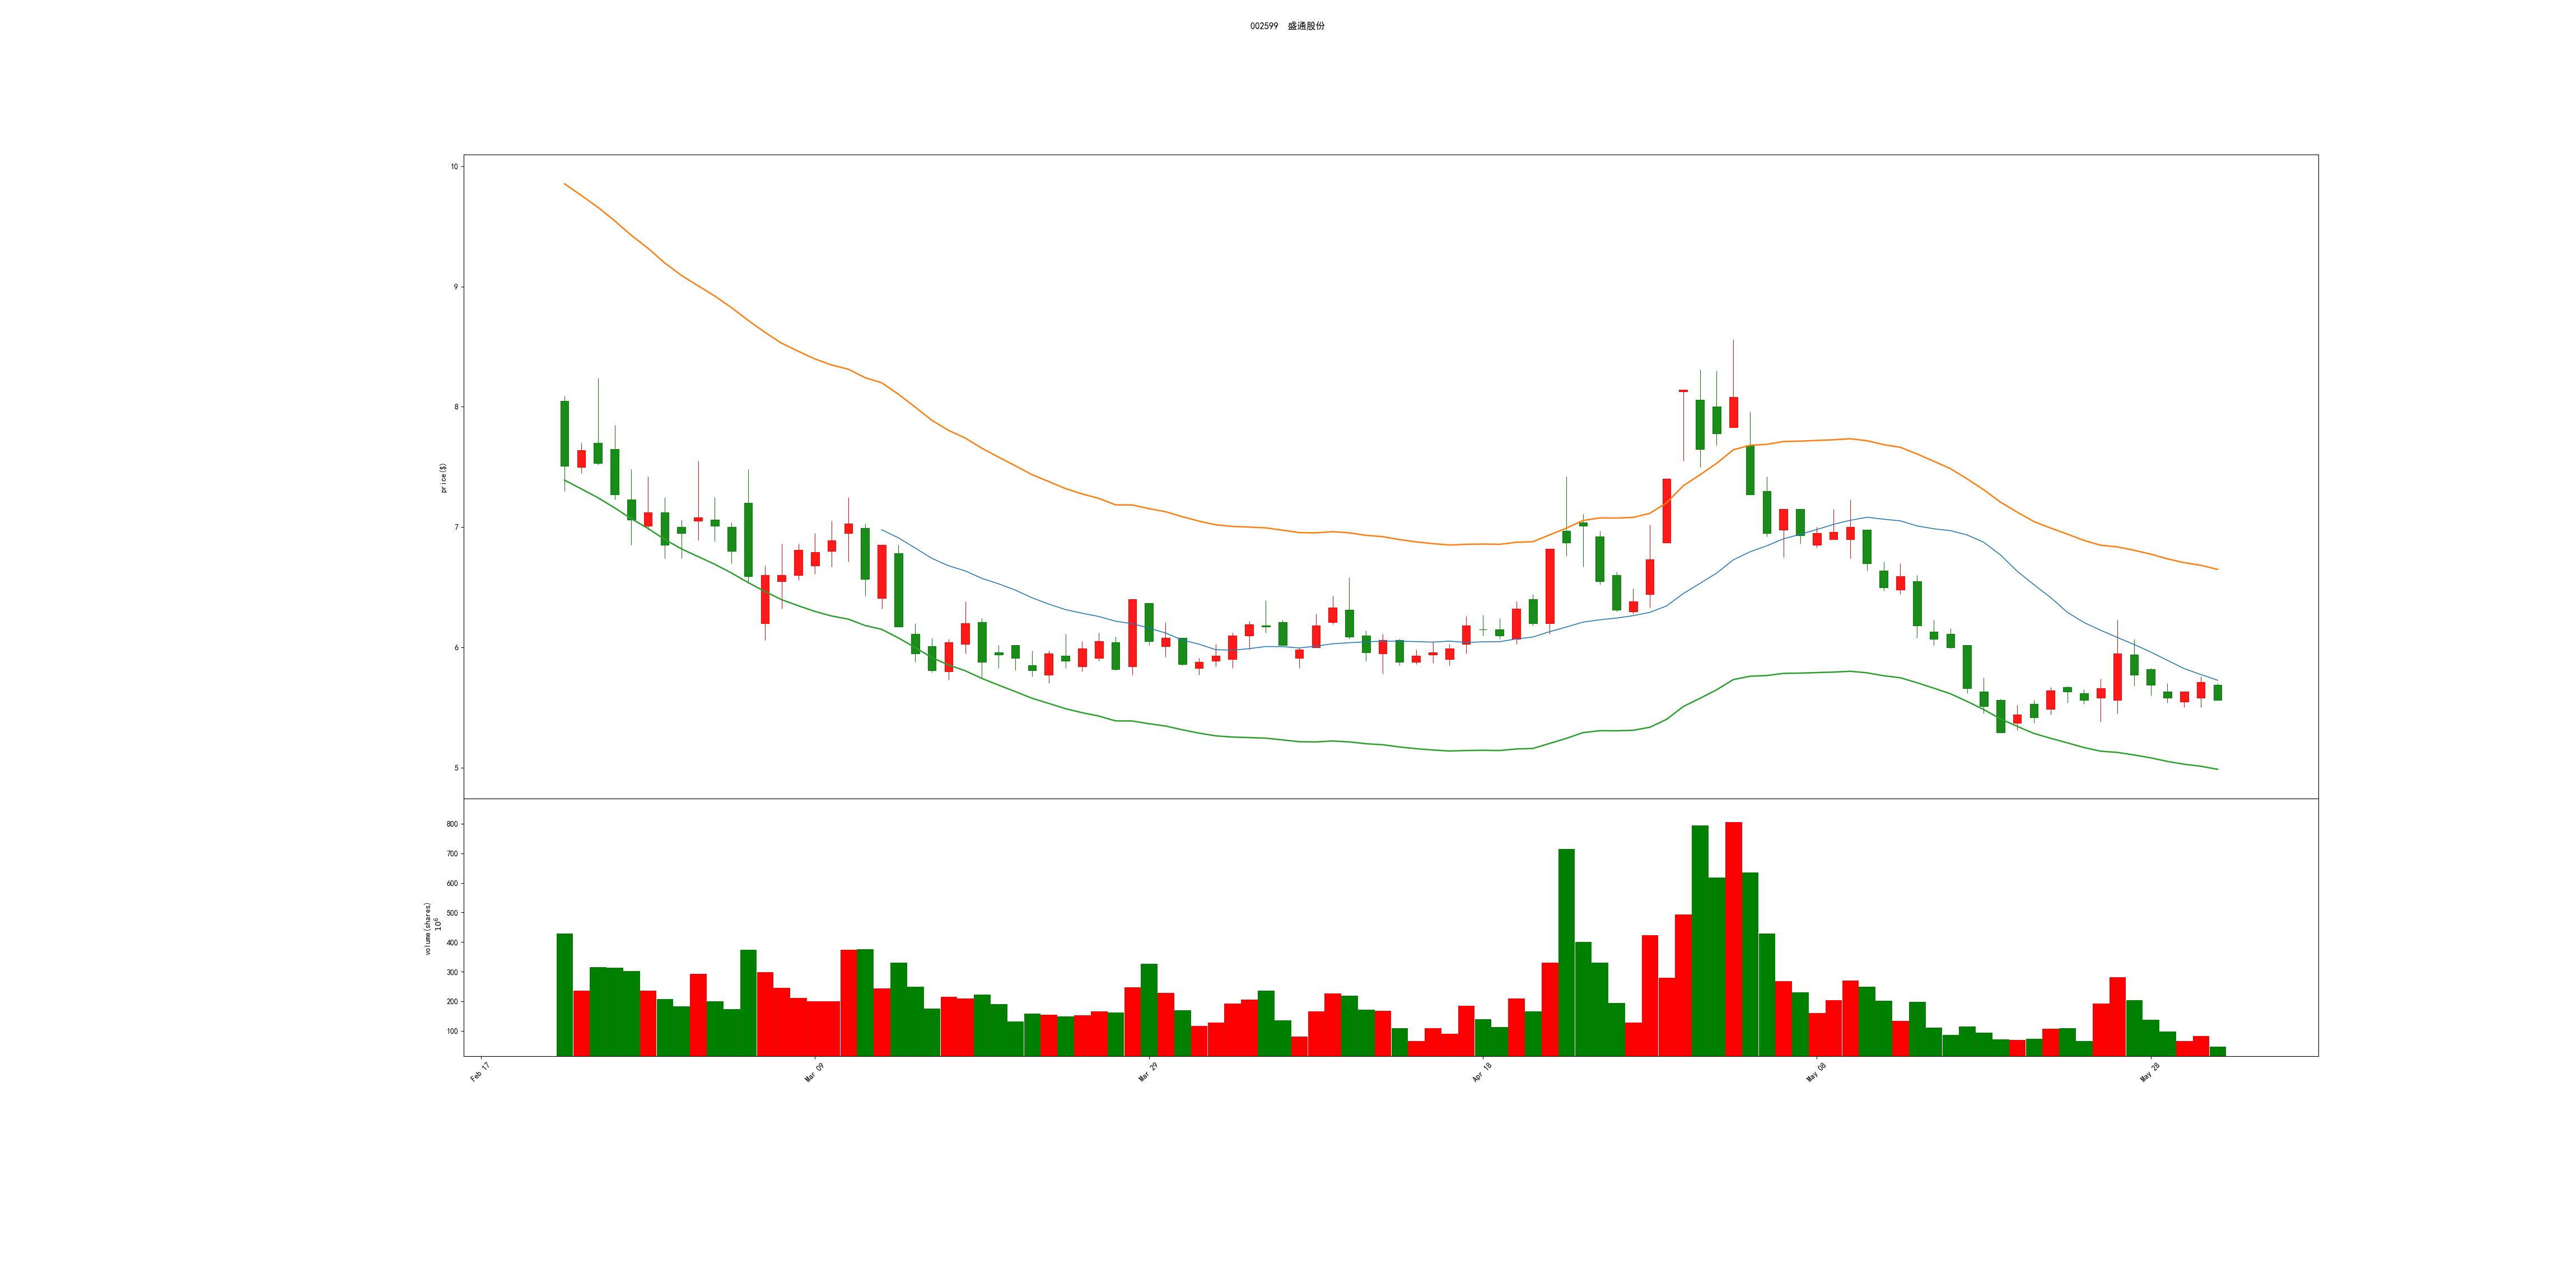 002599 盛通股份
10
9
8
7
6
5
price($)
800
700
600
500
400
300
200
100
volume(shares)
10^6
Feb 17
Mar 09
Mar 29
Apr 18
May 08
May 28